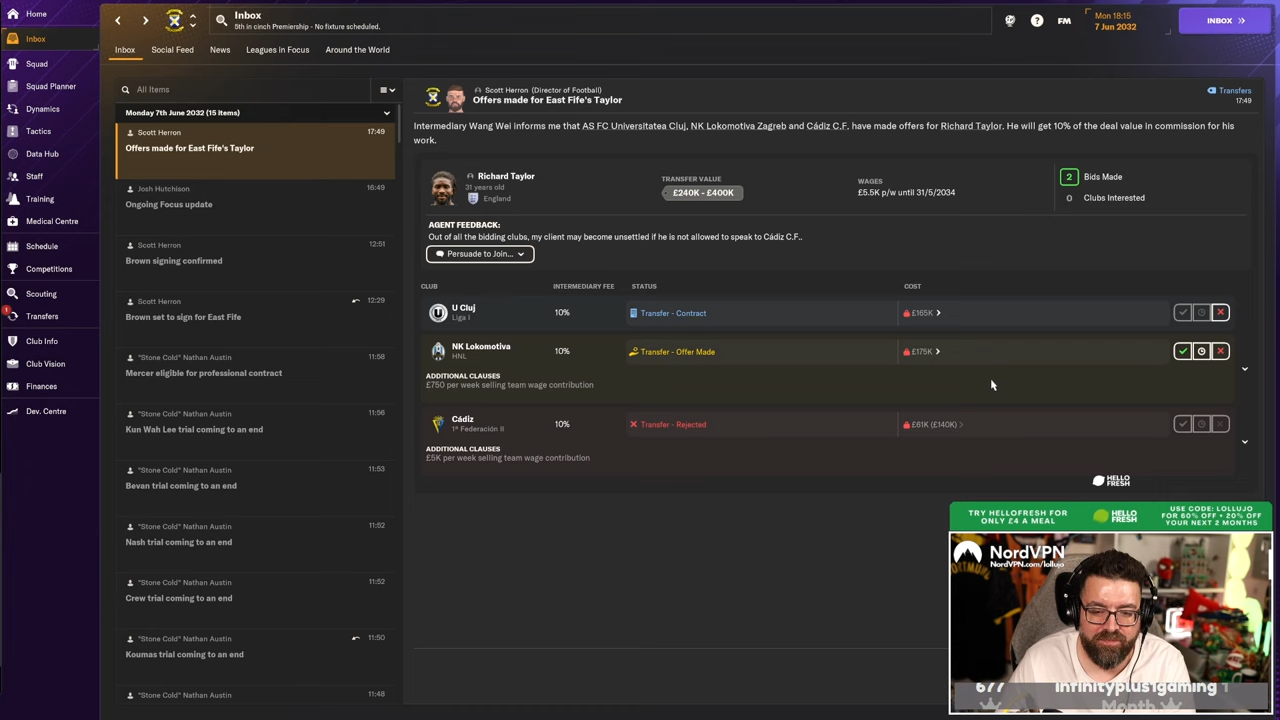 Home
Inbox
Squad
Squad Planner
Dynamics
Tactics
Data Hub
Staff
Training
Medical Centre
Schedule
Competitions
Scouting
1
Transfers
Club Info
Club Vision
Finances
Dev. Centre
Inbox
5th in cinch Premiership - No fixture scheduled.
FM
Mon 18:15
7 Jun 2032
INBOX
Inbox
Social Feed
News
Leagues in Focus
Around the World
All Items
Monday 7th June 2032 (15 items)
Scott Herron 17:49
Offers made for East Fife's Taylor
Josh Hutchison 16:49
Ongoing Focus update
Scott Herron 12:51
Brown signing confirmed
Scott Herron 12:29
Brown set to sign for East Fife
"Stone Cold" Nathan Austin 11:58
Mercer eligible for professional contract
"Stone Cold" Nathan Austin 11:56
Kun Wah Lee trial coming to an end
"Stone Cold" Nathan Austin 11:53
Bevan trial coming to an end
"Stone Cold" Nathan Austin 11:52
Nash trial coming to an end
"Stone Cold" Nathan Austin 11:52
Crew trial coming to an end
"Stone Cold" Nathan Austin 11:50
Koumas trial coming to an end
"Stone Cold" Nathan Austin 11:48
Scott Herron (Director of Football)
Offers made for East Fife's Taylor
Transfers
17:49
Intermediary Wang Wei informs me that AS FC Universitatea Cluj, NK Lokomotiva Zagreb and Cádiz C.F. have made offers for Richard Taylor. He will get 10% of the deal value in commission for his
work.
Richard Taylor
31 years old
England
TRANSFER VALUE
£240K - £400K
WAGES
£5.5K p/w until 31/5/2034
2 Bids Made
0 Clubs Interested
AGENT FEEDBACK:
Out of all the bidding clubs, my client may become unsettled if he is not allowed to speak to Cádiz C.F..
Persuade to Join...
CLUB INTERMEDIARY FEE STATUS COST
U Cluj
Liga I
10% Transfer - Contract £165K
NK Lokomotiva
HNL
10% Transfer - Offer Made £175K
ADDITIONAL CLAUSES
£750 per week selling team wage contribution
Cádiz
1ª Federación II
10% Transfer - Rejected £61K (£140K)
ADDITIONAL CLAUSES
£5K per week selling team wage contribution
HELLO
FRESH
TRY HELLOFRESH FOR
ONLY £4 A MEAL
HELLO
FRESH
USE CODE: LOLLUJO
FOR 60% OFF + 20% OFF
YOUR NEXT 2 MONTHS
NordVPN
NordVPN.com/lollujo
677
infinityplus1gaming 1
Month